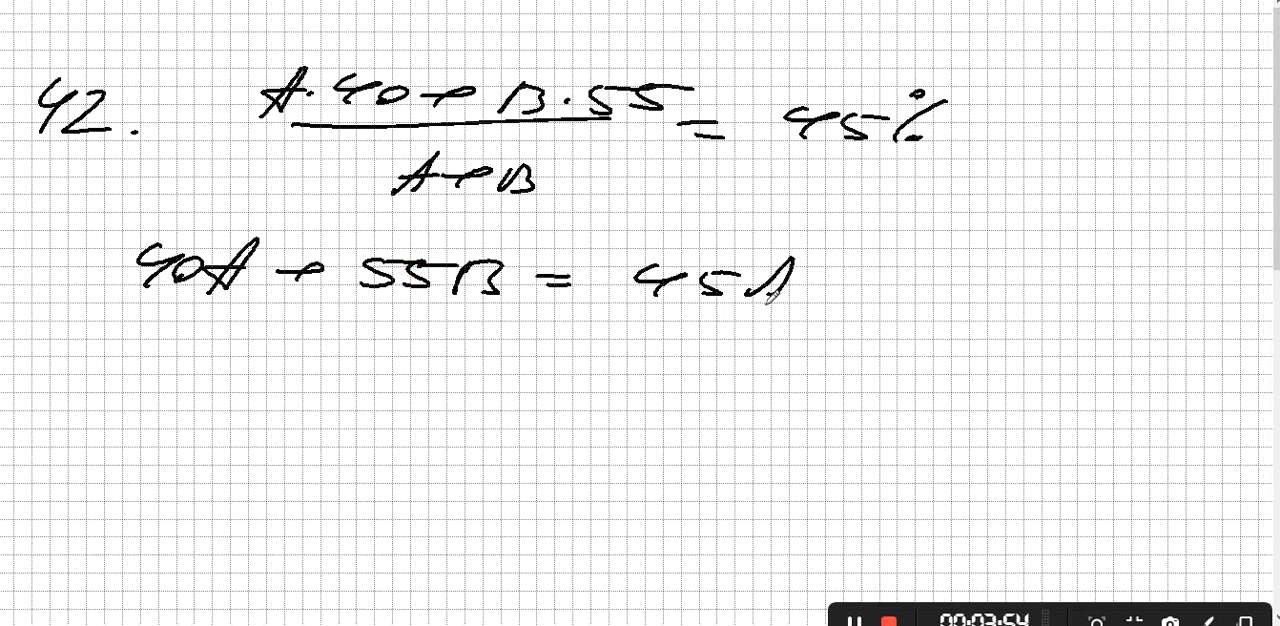 42. A·40+B·55 = 45%
A+B
40A + 55B = 45A
00:03:54